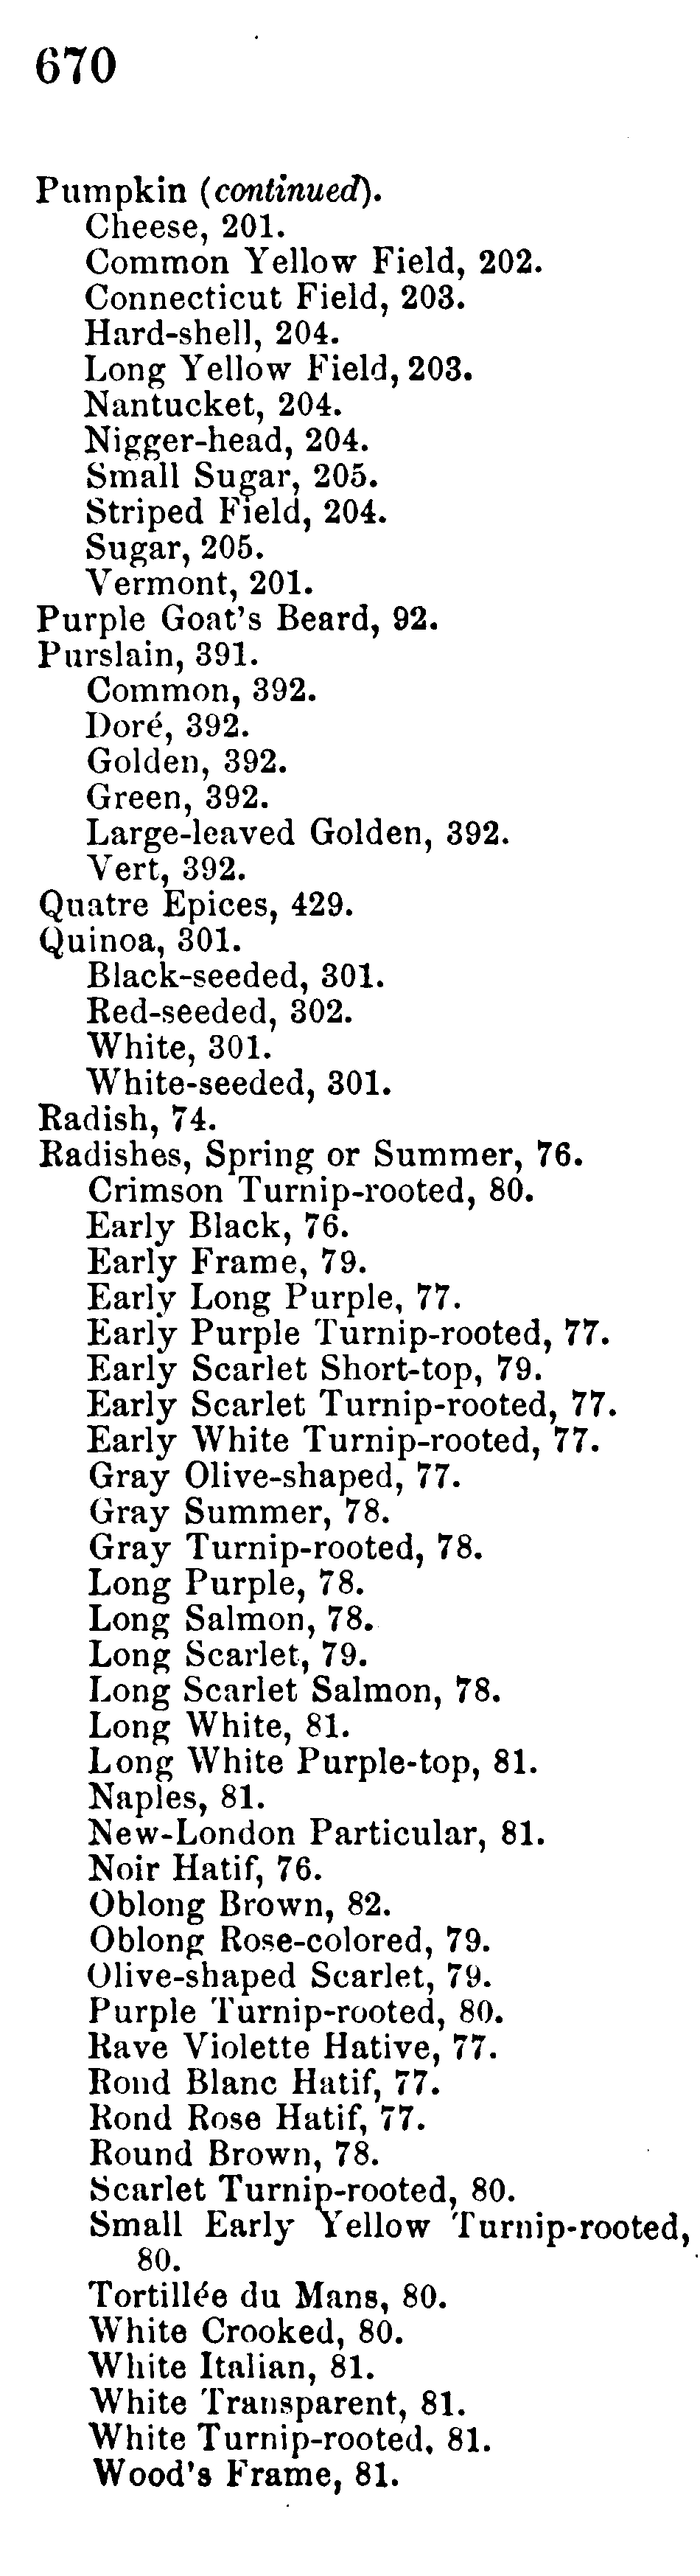 670
Pumpkin (continued).
Cheese, 201.
Common Yellow Field, 202.
Connecticut Field, 203.
Hard-shell, 204.
Long Yellow Field, 203.
Nantucket, 204.
Nigger-head, 204.
Small Sugar, 205.
Striped Field, 204.
Sugar, 205.
Vermont, 201.
Purple Goat's Beard, 92.
Purslain, 391.
Common, 392.
Doré, 392.
Golden, 392.
Green, 392.
Large-leaved Golden, 392.
Vert, 392.
Quatre Epices, 429.
Quinoa, 301.
Black-seeded, 301.
Red-seeded, 302.
White, 301.
White-seeded, 301.
Radish, 74.
Radishes, Spring or Summer, 76.
Crimson Turnip-rooted, 80.
Early Black, 76.
Early Frame, 79.
Early Long Purple, 77.
Early Purple Turnip-rooted, 77.
Early Scarlet Short-top, 79.
Early Scarlet Turnip-rooted, 77.
Early White Turnip-rooted, 77.
Gray Olive-shaped, 77.
Gray Summer, 78.
Gray Turnip-rooted, 78.
Long Purple, 78.
Long Salmon, 78.
Long Scarlet, 79.
Long Scarlet Salmon, 78.
Long White, 81.
Long White Purple-top, 81.
Naples, 81.
New-London Particular, 81.
Noir Hatif, 76.
Oblong Brown, 82.
Oblong Rose-colored, 79.
Olive-shaped Scarlet, 79.
Purple Turnip-rooted, 80.
Rave Violette Hative, 77.
Rond Blanc Hatif, 77.
Rond Rose Hatif, 77.
Round Brown, 78.
Scarlet Turnip-rooted, 80.
Small Early Yellow Turnip-rooted,
80.
Tortillée du Mans, 80.
White Crooked, 80.
White Italian, 81.
White Transparent, 81.
White Turnip-rooted, 81.
Wood's Frame, 81.